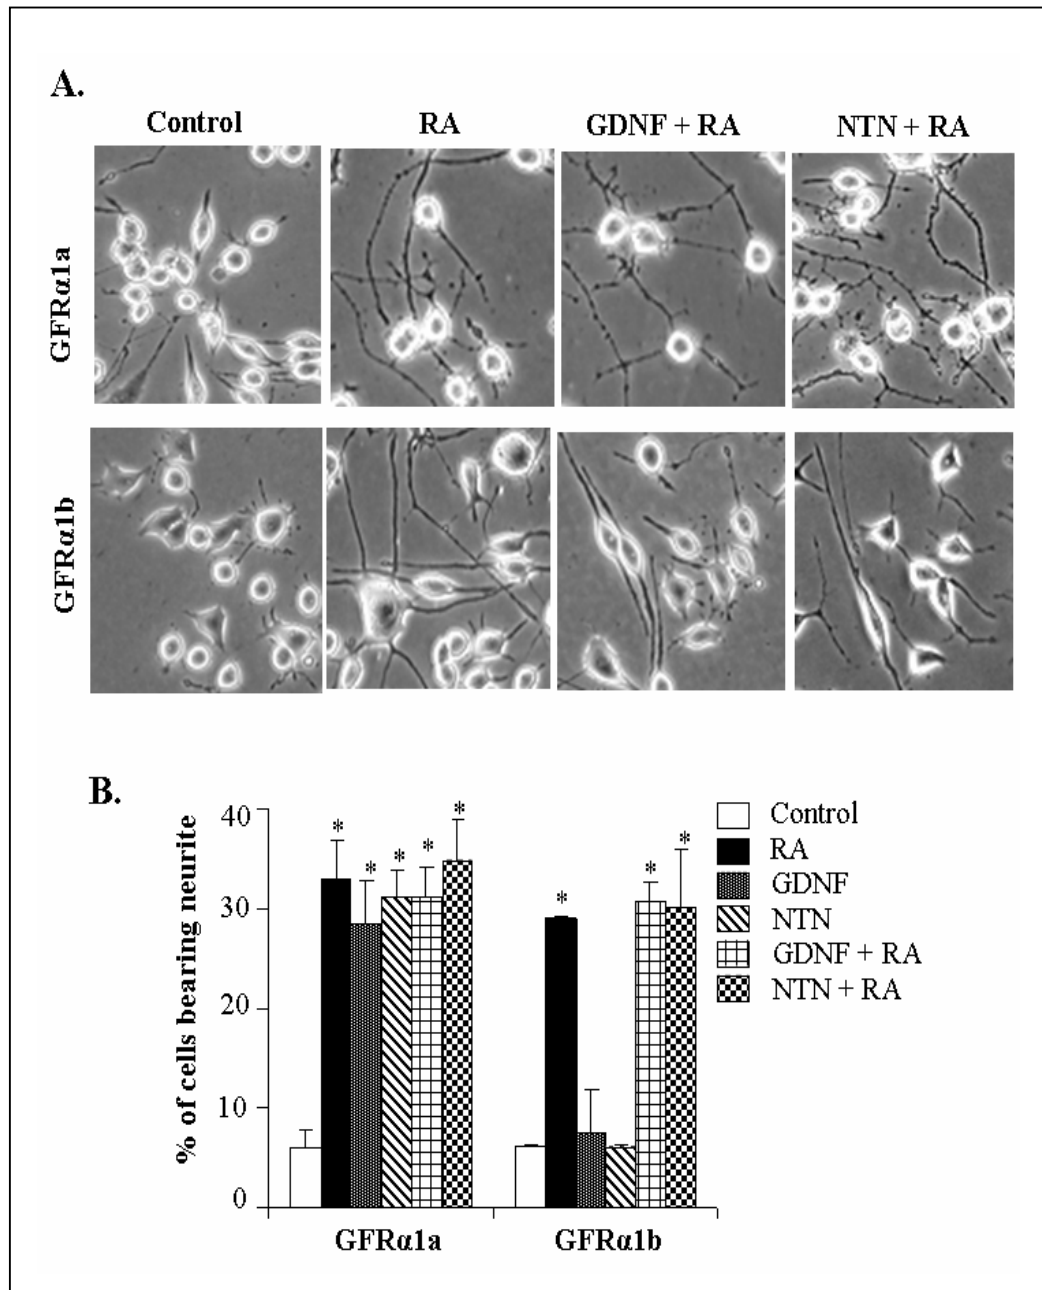 A.
Control RA GDNF + RA NTN + RA
GFRα1a
GFRα1b
B.
% of cells bearing neurite
40
30
20
10
0
* * * * *
* * *
GFRα1a GFRα1b
Control
RA
GDNF
NTN
GDNF + RA
NTN + RA